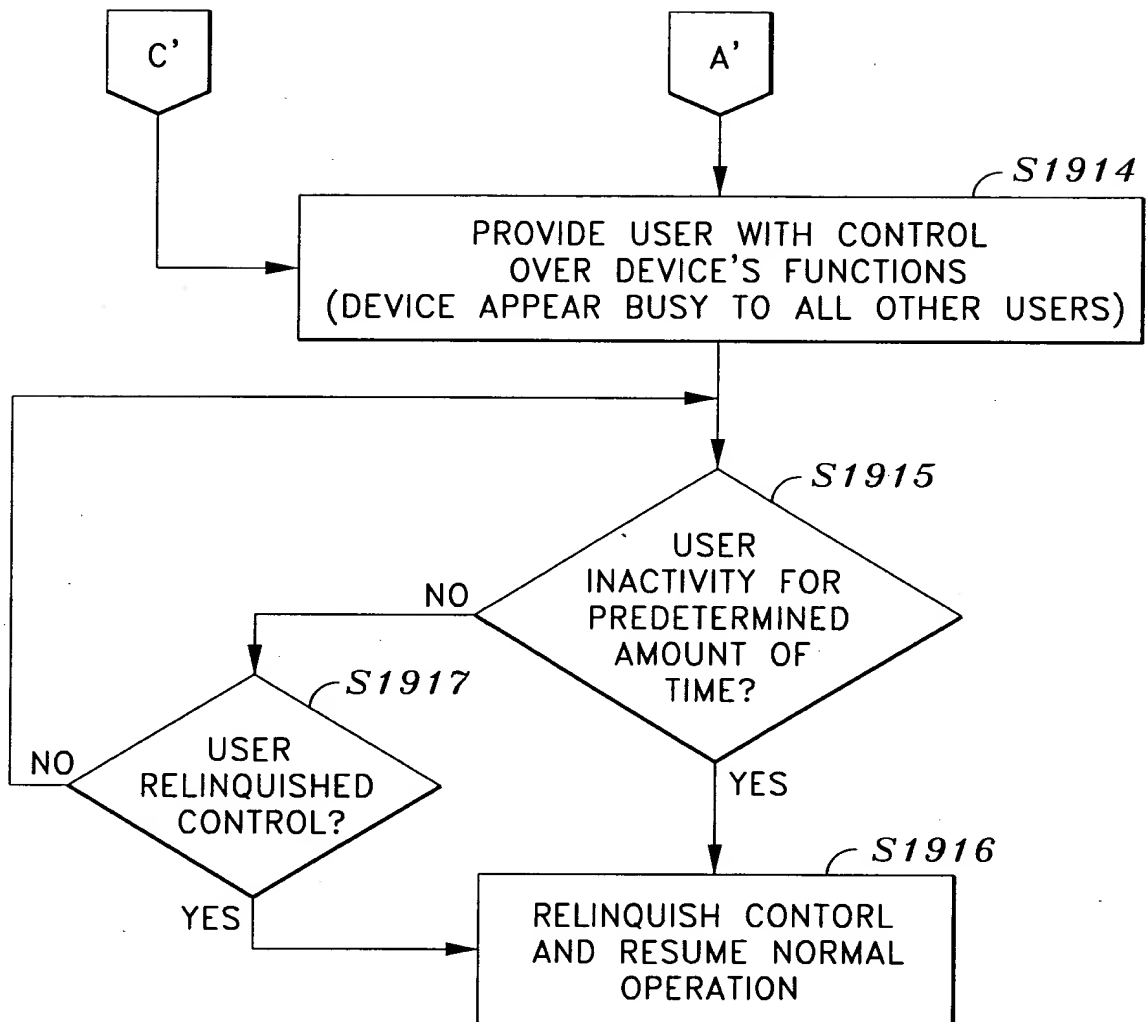 C'
A'
S1914
PROVIDE USER WITH CONTROL
OVER DEVICE'S FUNCTIONS
(DEVICE APPEAR BUSY TO ALL OTHER USERS)
S1915
USER
INACTIVITY FOR
PREDETERMINED
AMOUNT OF
TIME?
NO
YES
S1917
USER
RELINQUISHED
CONTROL?
NO
YES
S1916
RELINQUISH CONTORL
AND RESUME NORMAL
OPERATION